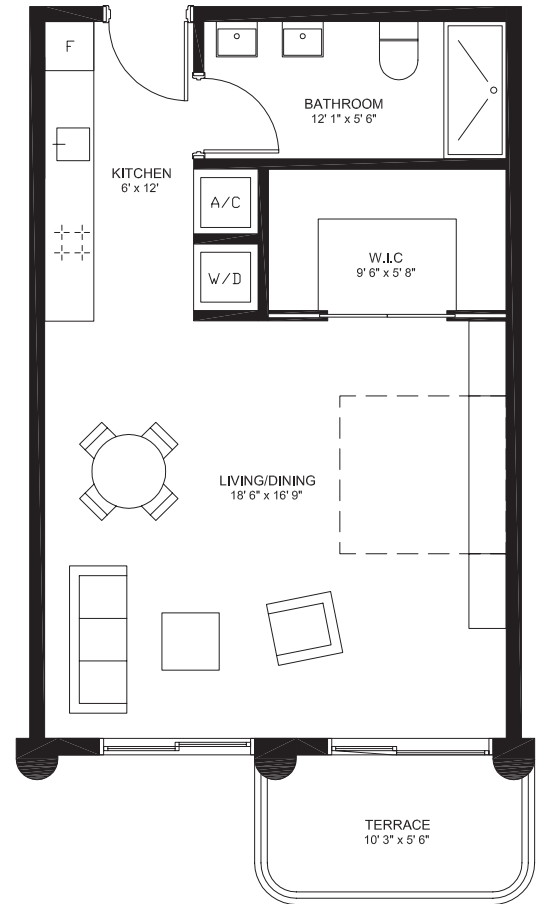 F
BATHROOM
12' 1" x 5' 6"
KITCHEN
6' x 12'
A/C
W/D
W.I.C
9' 6" x 5' 8"
LIVING/DINING
18' 6" x 16' 9"
TERRACE
10' 3" x 5' 6"